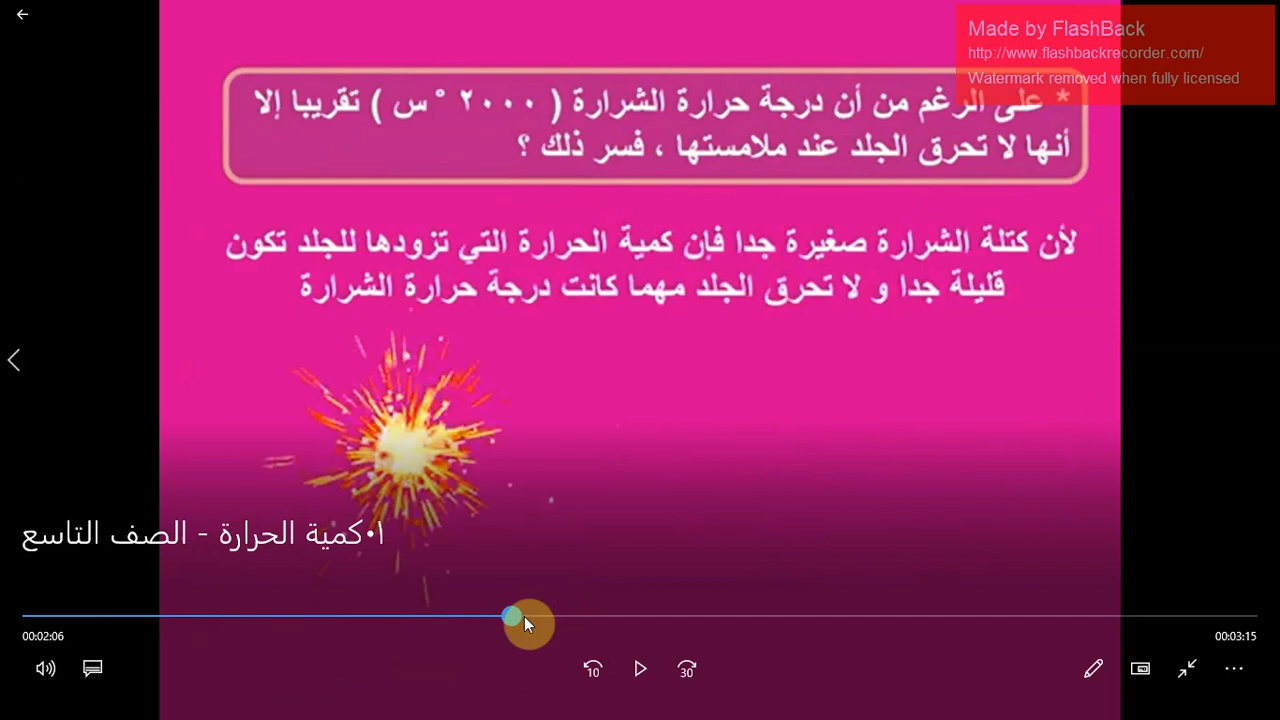 Made by FlashBack
http://www.flashbackrecorder.com/
Watermark removed when fully licensed
* على الرغم من أن درجة حرارة الشرارة ( ٢٠٠٠ ° س ) تقريبا إلا
أنها لا تحرق الجلد عند ملامستها ، فسر ذلك ؟
لأن كتلة الشرارة صغيرة جدا فإن كمية الحرارة التي تزودها للجلد تكون
قليلة جدا و لا تحرق الجلد مهما كانت درجة حرارة الشرارة
١•كمية الحرارة - الصف التاسع
00:02:06
00:03:15
10
30